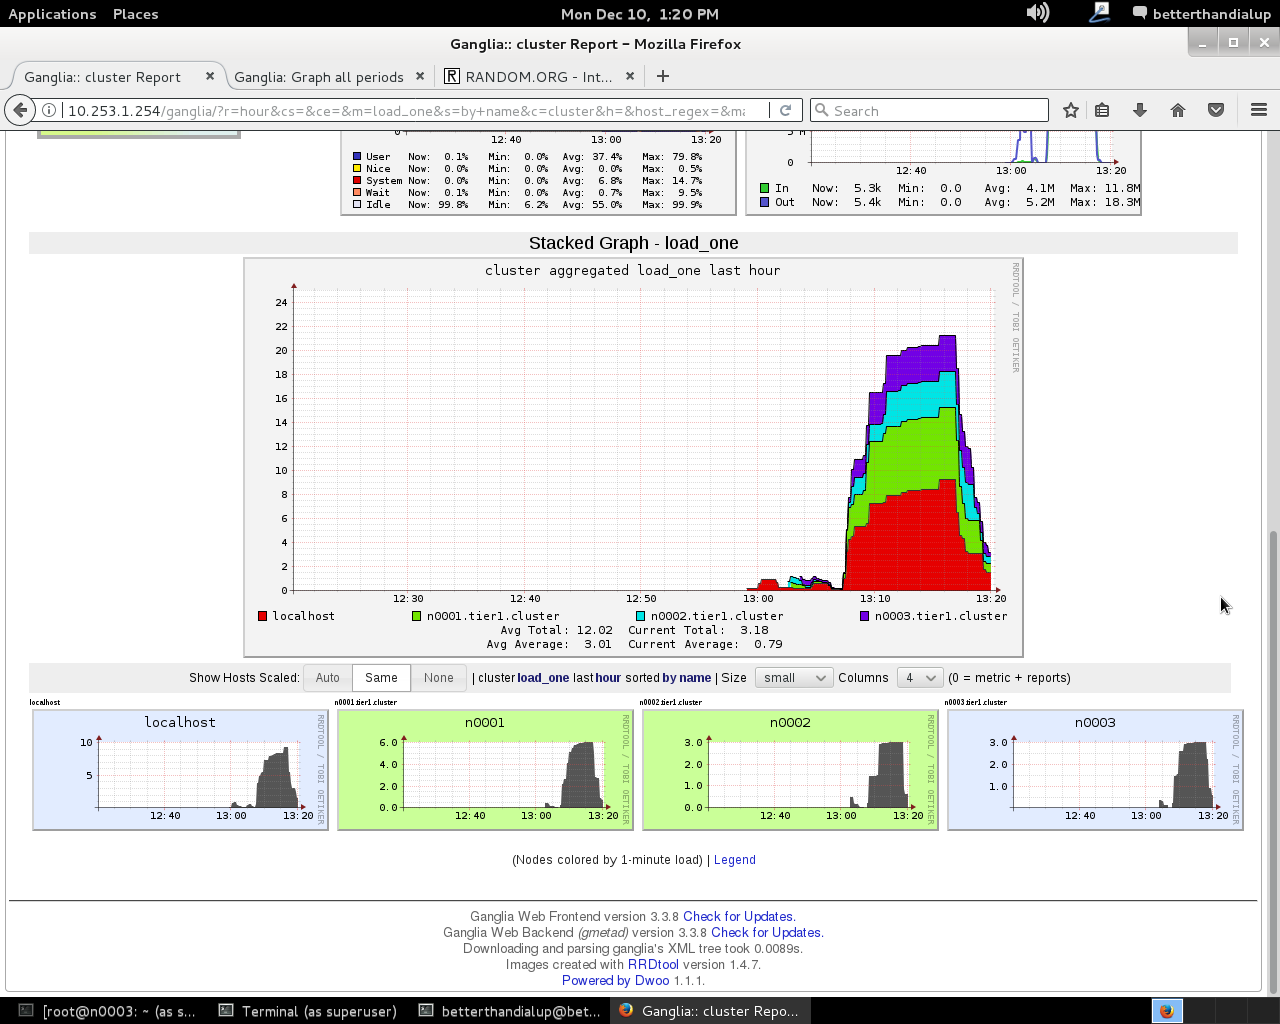 Applications Places Mon Dec 10, 1:20 PM betterthandialup
Ganglia:: cluster Report - Mozilla Firefox
Ganglia:: cluster Report Ganglia: Graph all periods RANDOM.ORG - Int...
10.253.1.254/ganglia/?r=hour&cs=&ce=&m=load_one&s=by+name&c=cluster&h=&host_regex=&ma Search
0
12:40 13:00 13:20
User Now: 0.1% Min: 0.0% Avg: 37.4% Max: 79.8%
Nice Now: 0.0% Min: 0.0% Avg: 0.0% Max: 0.5%
System Now: 0.0% Min: 0.0% Avg: 6.8% Max: 14.7%
Wait Now: 0.1% Min: 0.0% Avg: 0.7% Max: 9.5%
Idle Now: 99.8% Min: 6.2% Avg: 55.0% Max: 99.9%
0
12:40 13:00 13:20
In Now: 5.3k Min: 0.0 Avg: 4.1M Max: 11.8M
Out Now: 5.4k Min: 0.0 Avg: 5.2M Max: 18.3M
Stacked Graph - load_one
cluster aggregated load_one last hour
RRDTOOL / TOBI OETIKER
24
22
20
18
16
14
12
10
8
6
4
2
0
12:30 12:40 12:50 13:00 13:10 13:20
localhost n0001.tier1.cluster n0002.tier1.cluster n0003.tier1.cluster
Avg Total: 12.02 Current Total: 3.18
Avg Average: 3.01 Current Average: 0.79
Show Hosts Scaled: Auto Same None | cluster load_one last hour sorted by name | Size small Columns 4 (0 = metric + reports)
localhost n0001.tier1.cluster n0002.tier1.cluster n0003.tier1.cluster
localhost
RRDTOOL / TOBI OETIKER
10
5
12:40 13:00 13:20
n0001
RRDTOOL / TOBI OETIKER
6.0
4.0
2.0
0.0
12:40 13:00 13:20
n0002
RRDTOOL / TOBI OETIKER
3.0
2.0
1.0
0.0
12:40 13:00 13:20
n0003
RRDTOOL / TOBI OETIKER
3.0
2.0
1.0
12:40 13:00 13:20
(Nodes colored by 1-minute load) | Legend
Ganglia Web Frontend version 3.3.8 Check for Updates.
Ganglia Web Backend (gmetad) version 3.3.8 Check for Updates.
Downloading and parsing ganglia's XML tree took 0.0089s.
Images created with RRDtool version 1.4.7.
Powered by Dwoo 1.1.1.
[root@n0003: ~ (as s... Terminal (as superuser) betterthandialup@bet... Ganglia:: cluster Repo...